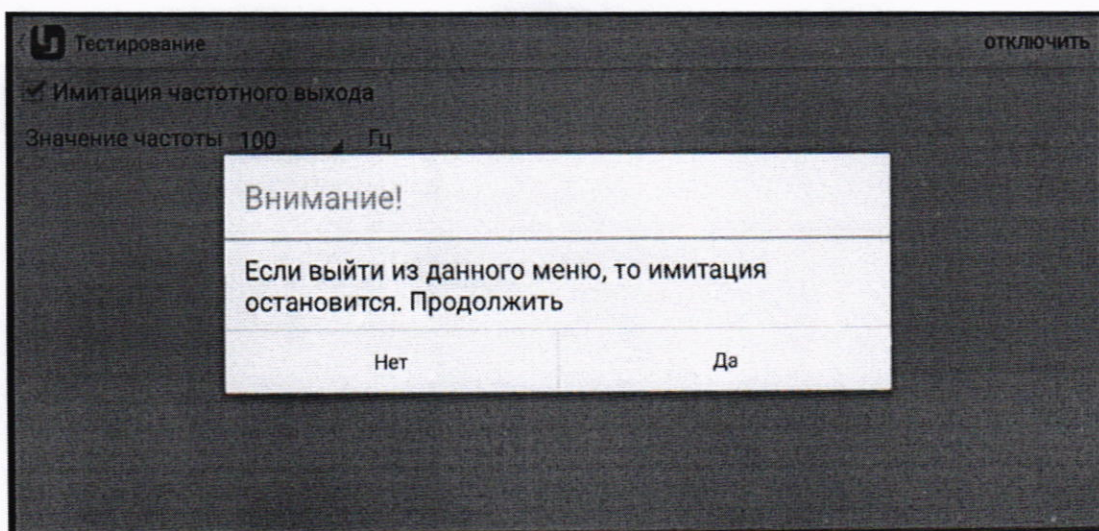 Тестирование
ОТКЛЮЧИТЬ
Имитация частотного выхода
Значение частоты 100 Гц
Внимание!
Если выйти из данного меню, то имитация
остановится. Продолжить
Нет
Да